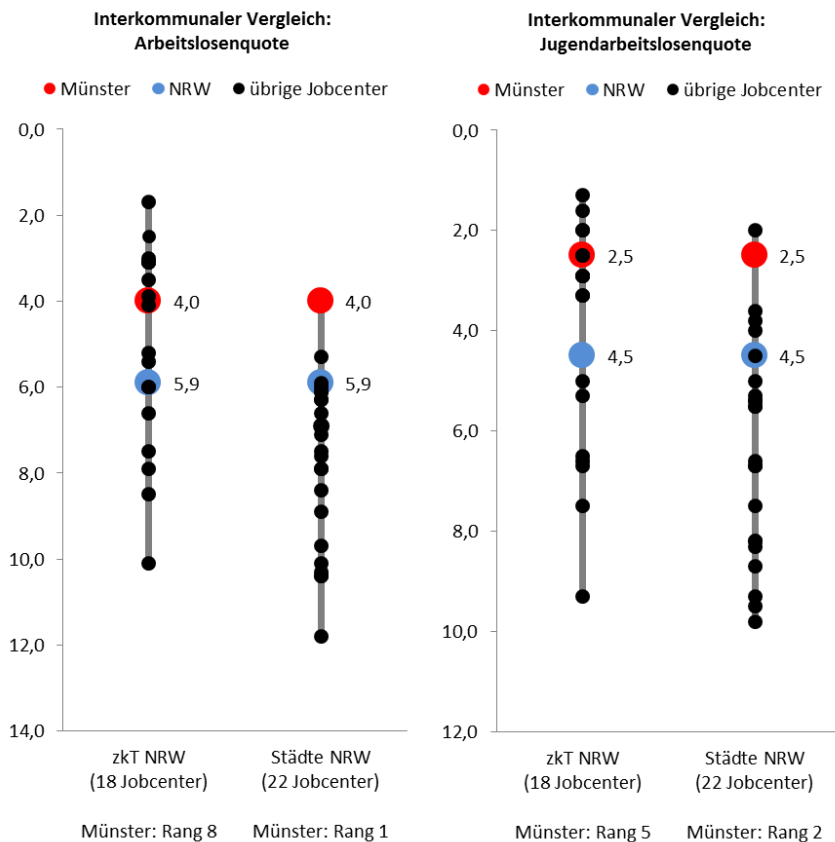 Interkommunaler Vergleich:
Arbeitslosenquote
Münster NRW übrige Jobcenter
0,0
2,0
4,0
6,0
8,0
10,0
12,0
14,0
4,0
5,9
4,0
5,9
zkT NRW
(18 Jobcenter)
Städte NRW
(22 Jobcenter)
Münster: Rang 8
Münster: Rang 1
Interkommunaler Vergleich:
Jugendarbeitslosenquote
Münster NRW übrige Jobcenter
0,0
2,0
4,0
6,0
8,0
10,0
12,0
2,5
4,5
2,5
4,5
zkT NRW
(18 Jobcenter)
Städte NRW
(22 Jobcenter)
Münster: Rang 5
Münster: Rang 2